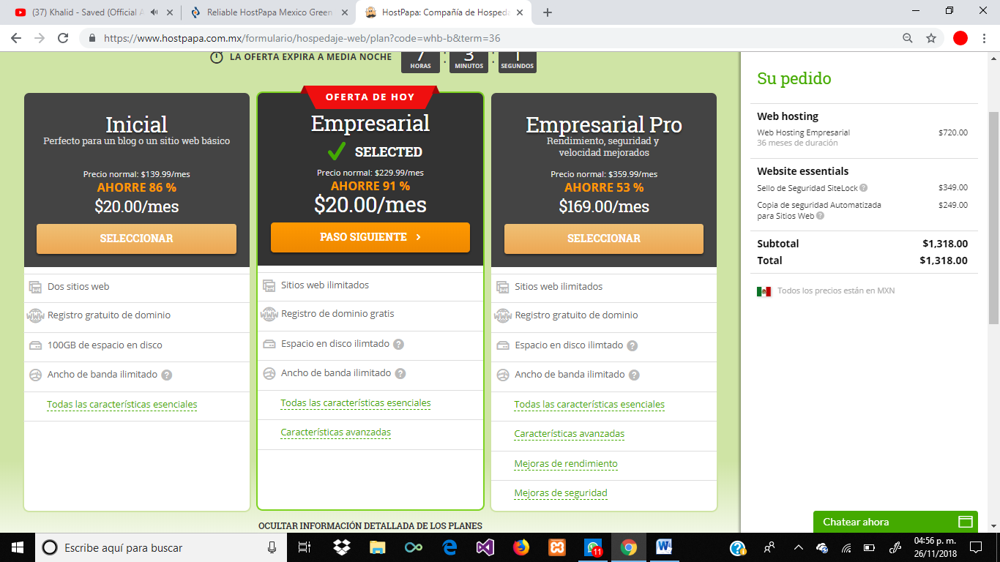 (37) Khalid - Saved (Official A
Reliable HostPapa Mexico Green
HostPapa: Compañía de Hospeda
https://www.hostpapa.com.mx/formulario/hospedaje-web/plan?code=whb-b&term=36
LA OFERTA EXPIRA A MEDIA NOCHE
7 : 3 : 1
HORAS MINUTOS SEGUNDOS
Inicial
Perfecto para un blog o un sitio web básico
Precio normal: $139.99/mes
AHORRE 86 %
$20.00/mes
SELECCIONAR
Dos sitios web
Registro gratuito de dominio
100GB de espacio en disco
Ancho de banda ilimitado ?
Todas las características esenciales
OFERTA DE HOY
Empresarial
SELECTED
Precio normal: $229.99/mes
AHORRE 91 %
$20.00/mes
PASO SIGUIENTE >
Sitios web ilimitados
Registro de dominio gratis
Espacio en disco ilimtado ?
Ancho de banda ilimitado ?
Todas las características esenciales
Características avanzadas
Empresarial Pro
Rendimiento, seguridad y
velocidad mejorados
Precio normal: $359.99/mes
AHORRE 53 %
$169.00/mes
SELECCIONAR
Sitios web ilimitados
Registro gratuito de dominio
Espacio en disco ilimtado ?
Ancho de banda ilimitado ?
Todas las características esenciales
Características avanzadas
Mejoras de rendimiento
Mejoras de seguridad
OCULTAR INFORMACIÓN DETALLADA DE LOS PLANES
Su pedido
Web hosting
Web Hosting Empresarial $720.00
36 meses de duración
Website essentials
Sello de Seguridad SiteLock ? $349.00
Copia de seguridad Automatizada $249.00
para Sitios Web ?
Subtotal $1,318.00
Total $1,318.00
Todos los precios están en MXN
Chatear ahora
Escribe aquí para buscar
11
04:56 p. m.
26/11/2018